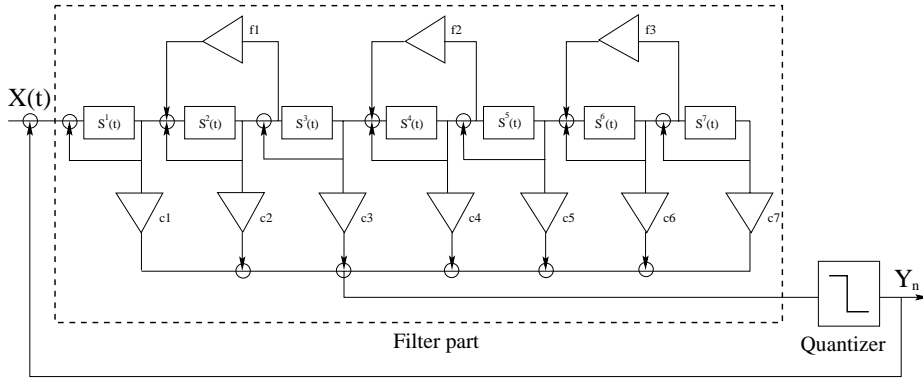 f1
f2
f3
X(t)
S¹(t)
S²(t)
S³(t)
S⁴(t)
S⁵(t)
S⁶(t)
S⁷(t)
c1
c2
c3
c4
c5
c6
c7
Yₙ
Filter part
Quantizer